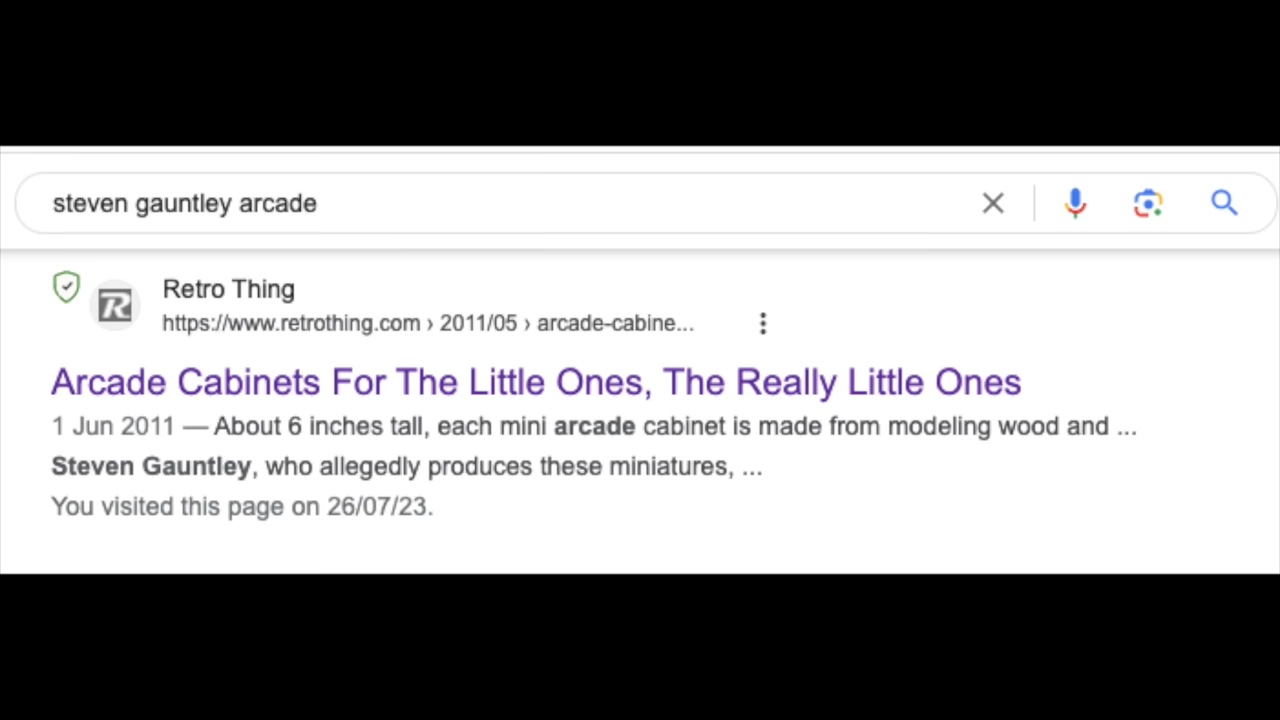 steven gauntley arcade
Retro Thing
https://www.retrothing.com › 2011/05 › arcade-cabine...
Arcade Cabinets For The Little Ones, The Really Little Ones
1 Jun 2011 — About 6 inches tall, each mini arcade cabinet is made from modeling wood and ...
Steven Gauntley, who allegedly produces these miniatures, ...
You visited this page on 26/07/23.